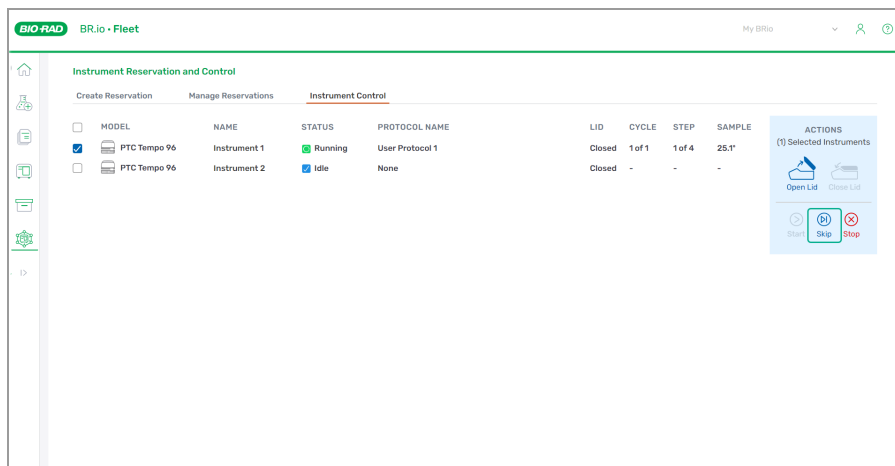 BIO-RAD BR.io • Fleet My BRio
Instrument Reservation and Control
Create Reservation Manage Reservations Instrument Control
MODEL NAME STATUS PROTOCOL NAME LID CYCLE STEP SAMPLE
PTC Tempo 96 Instrument 1 Running User Protocol 1 Closed 1 of 1 1 of 4 25.1°
PTC Tempo 96 Instrument 2 Idle None Closed - - -
ACTIONS
(1) Selected Instruments
Open Lid Close Lid
Start Skip Stop